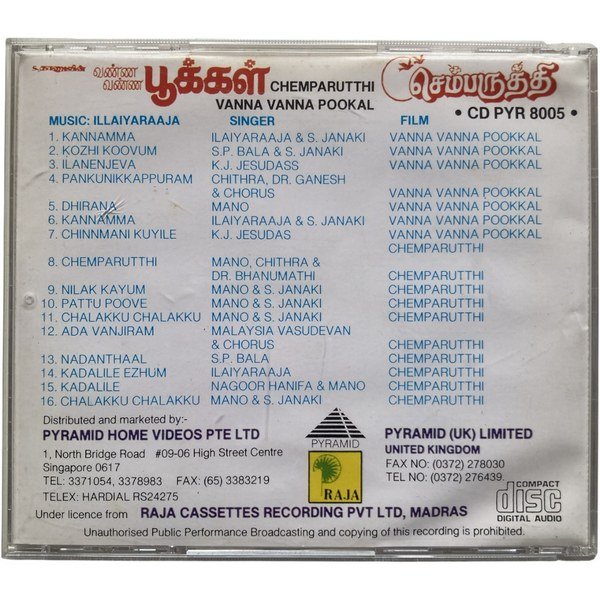 வண்ண வண்ண பூக்கள் CHEMPARUTTHI செம்பருத்தி
VANNA VANNA POOKAL • CD PYR 8005 •
MUSIC: ILLAIYARAAJA SINGER FILM
1. KANNAMMA ILAIYARAAJA & S. JANAKI VANNA VANNA POOKKAL
2. KOZHI KOOVUM S.P. BALA & S. JANAKI VANNA VANNA POOKKAL
3. ILANENJEVA K.J. JESUDASS VANNA VANNA POOKKAL
4. PANKUNIKKAPPURAM CHITHRA, DR. GANESH
& CHORUS VANNA VANNA POOKKAL
5. DHIRANA MANO VANNA VANNA POOKKAL
6. KANNAMMA ILAIYARAAJA & S. JANAKI VANNA VANNA POOKKAL
7. CHINNMANI KUYILE K.J. JESUDAS VANNA VANNA POOKKAL
CHEMPARUTTHI
8. CHEMPARUTTHI MANO, CHITHRA &
DR. BHANUMATHI CHEMPARUTTHI
9. NILAK KAYUM MANO & S. JANAKI CHEMPARUTTHI
10. PATTU POOVE MANO & S. JANAKI CHEMPARUTTHI
11. CHALAKKU CHALAKKU MANO & S. JANAKI CHEMPARUTTHI
12. ADA VANJIRAM MALAYSIA VASUDEVAN
& CHORUS CHEMPARUTTHI
13. NADANTHAAL S.P. BALA CHEMPARUTTHI
14. KADALILE EZHUM ILAIYARAAJA CHEMPARUTTHI
15. KADALILE NAGOOR HANIFA & MANO CHEMPARUTTHI
16. CHALAKKU CHALAKKU MANO & S. JANAKI CHEMPARUTTHI
Distributed and marketed by:-
PYRAMID HOME VIDEOS PTE LTD
1, North Bridge Road #09-06 High Street Centre
Singapore 0617
TEL: 3371054, 3378983 FAX: (65) 3383219
TELEX: HARDIAL RS24275
PYRAMID
RAJA
PYRAMID (UK) LIMITED
UNITED KINGDOM
FAX NO: (0372) 278030
TEL NO: (0372) 276439
COMPACT
disc
DIGITAL AUDIO
Under licence from RAJA CASSETTES RECORDING PVT LTD, MADRAS
Unauthorised Public Performance Broadcasting and copying of this recording is prohibited.